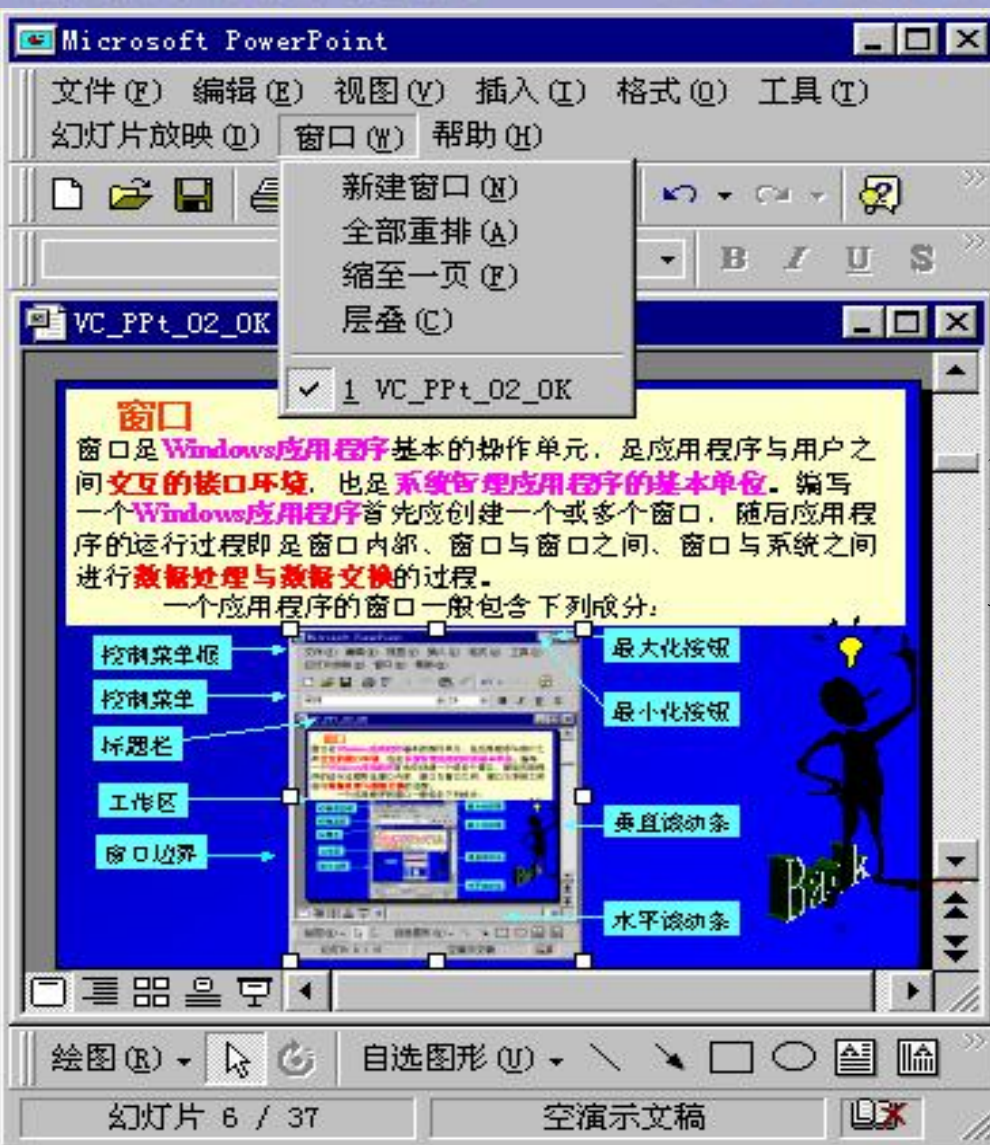 Microsoft PowerPoint
文件(F) 编辑(E) 视图(V) 插入(I) 格式(O) 工具(T)
幻灯片放映(D) 窗口(W) 帮助(H)
新建窗口(N)
全部重排(A)
缩至一页(F)
层叠(C)
1 VC_PPt_02_OK
B I U S
VC_PPt_02_OK
窗口
窗口是Windows应用程序基本的操作单元，是应用程序与用户之
间交互的接口环境，也是系统管理应用程序的基本单位。编写
一个Windows应用程序首先应创建一个或多个窗口，随后应用程
序的运行过程即是窗口内部、窗口与窗口之间、窗口与系统之间
进行数据处理与数据交换的过程。
一个应用程序的窗口一般包含下列成分：
控制菜单框
控制菜单
标题栏
工作区
窗口边界
最大化按钮
最小化按钮
垂直滚动条
水平滚动条
Back
绘图(R) 自选图形(U)
幻灯片 6 / 37 空演示文稿